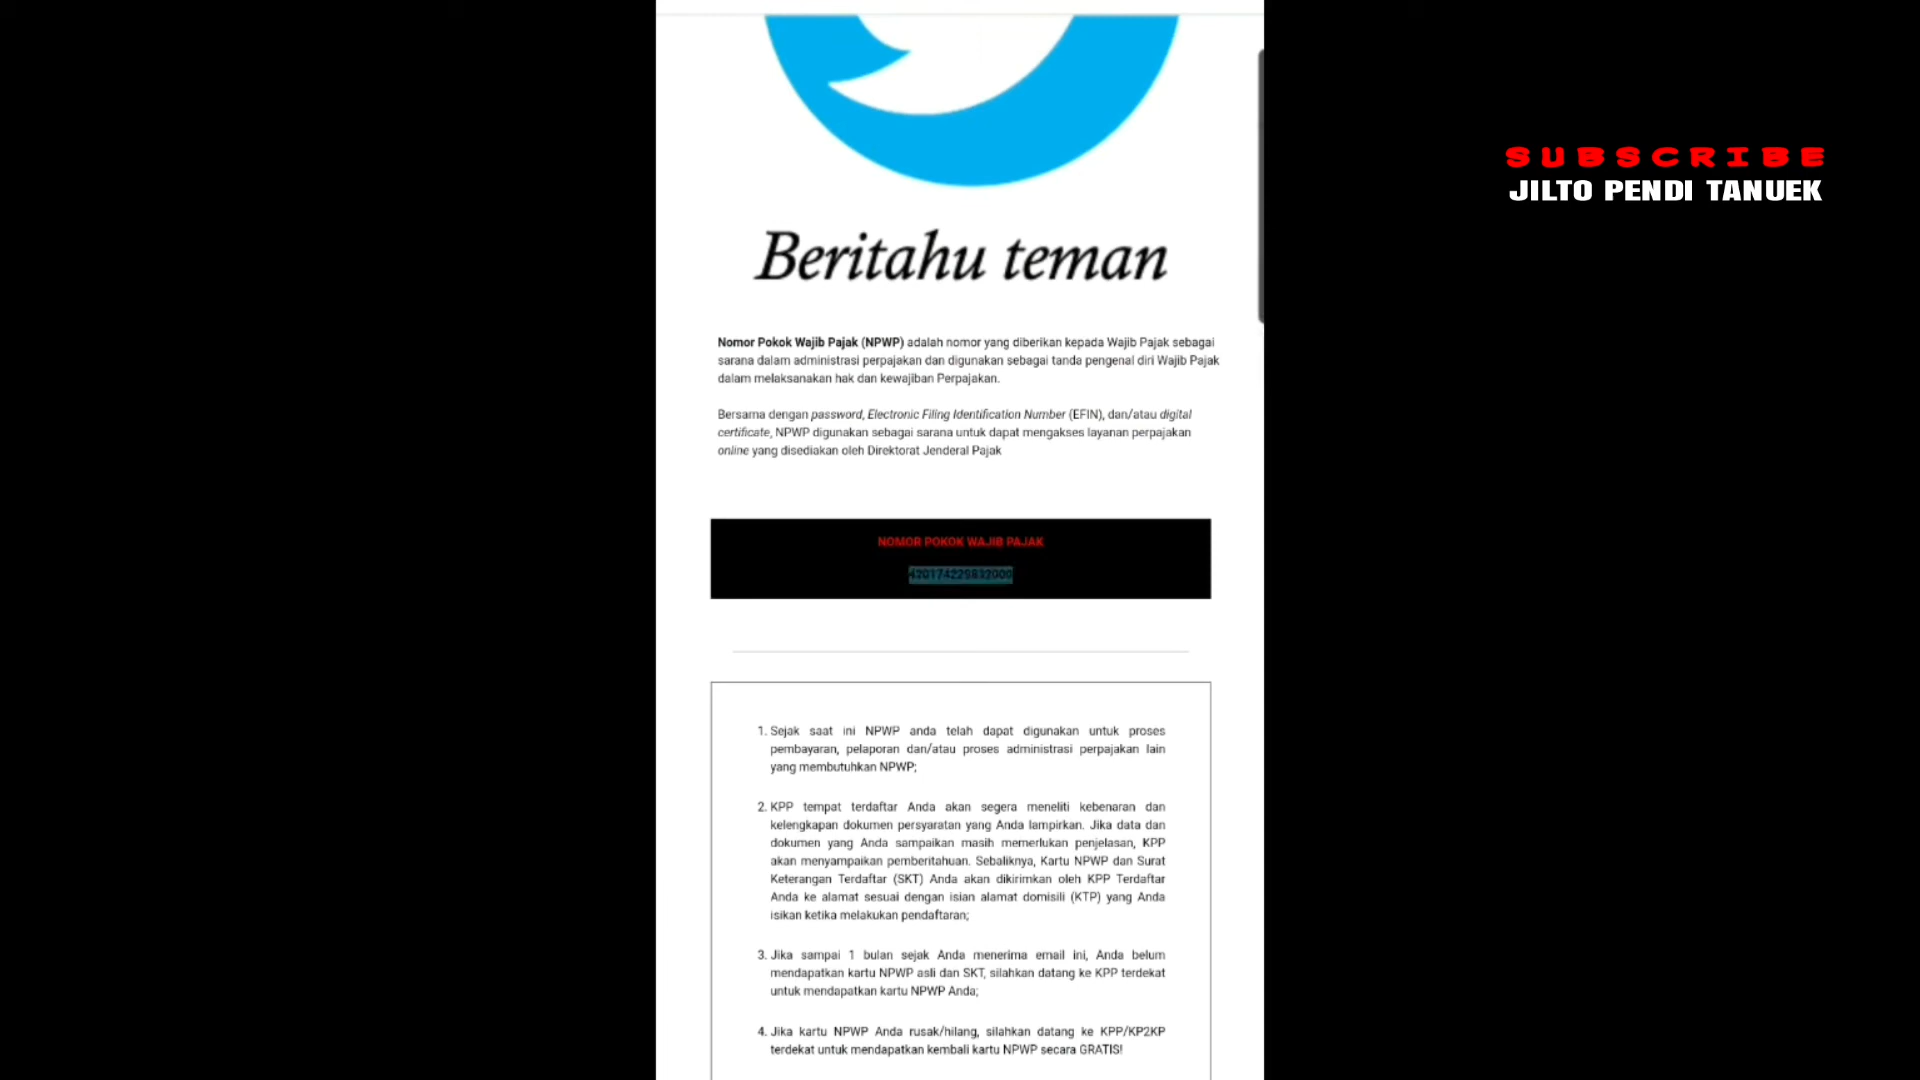 SUBSCRIBE
JILTO PENDI TANUEK
Beritahu teman
Nomor Pokok Wajib Pajak (NPWP) adalah nomor yang diberikan kepada Wajib Pajak sebagai
sarana dalam administrasi perpajakan dan digunakan sebagai tanda pengenal diri Wajib Pajak
dalam melaksanakan hak dan kewajiban Perpajakan.
Bersama dengan password, Electronic Filing Identification Number (EFIN), dan/atau digital
certificate, NPWP digunakan sebagai sarana untuk dapat mengakses layanan perpajakan
online yang disediakan oleh Direktorat Jenderal Pajak
NOMOR POKOK WAJIB PAJAK
1. Sejak saat ini NPWP anda telah dapat digunakan untuk proses
pembayaran, pelaporan dan/atau proses administrasi perpajakan lain
yang membutuhkan NPWP;
2. KPP tempat terdaftar Anda akan segera meneliti kebenaran dan
kelengkapan dokumen persyaratan yang Anda lampirkan. Jika data dan
dokumen yang Anda sampaikan masih memerlukan penjelasan, KPP
akan menyampaikan pemberitahuan. Sebaliknya, Kartu NPWP dan Surat
Keterangan Terdaftar (SKT) Anda akan dikirimkan oleh KPP Terdaftar
Anda ke alamat sesuai dengan isian alamat domisili (KTP) yang Anda
isikan ketika melakukan pendaftaran;
3. Jika sampai 1 bulan sejak Anda menerima email ini, Anda belum
mendapatkan kartu NPWP asli dan SKT, silahkan datang ke KPP terdekat
untuk mendapatkan kartu NPWP Anda;
4. Jika kartu NPWP Anda rusak/hilang, silahkan datang ke KPP/KP2KP
terdekat untuk mendapatkan kembali kartu NPWP secara GRATIS!